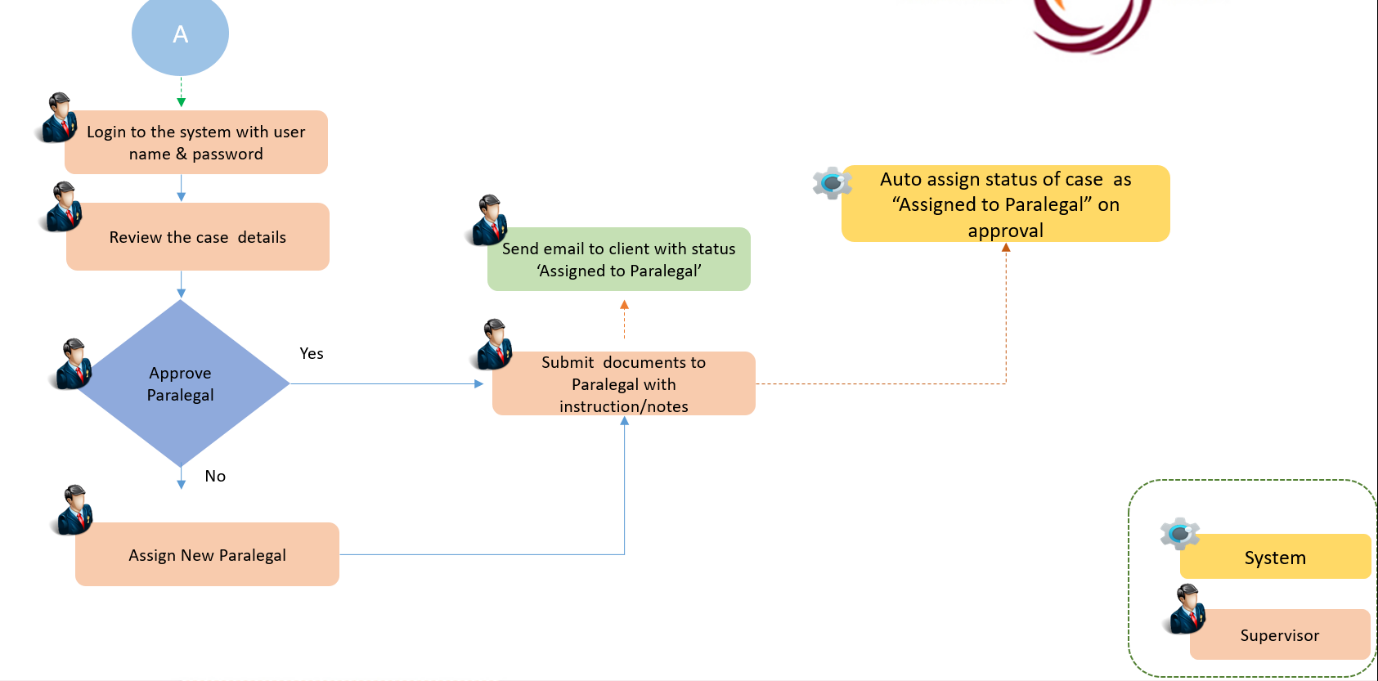 A
Login to the system with user
name & password
Review the case details
Approve
Paralegal
Yes
No
Assign New Paralegal
Send email to client with status
‘Assigned to Paralegal’
Submit documents to
Paralegal with
instruction/notes
Auto assign status of case as
“Assigned to Paralegal” on
approval
System
Supervisor